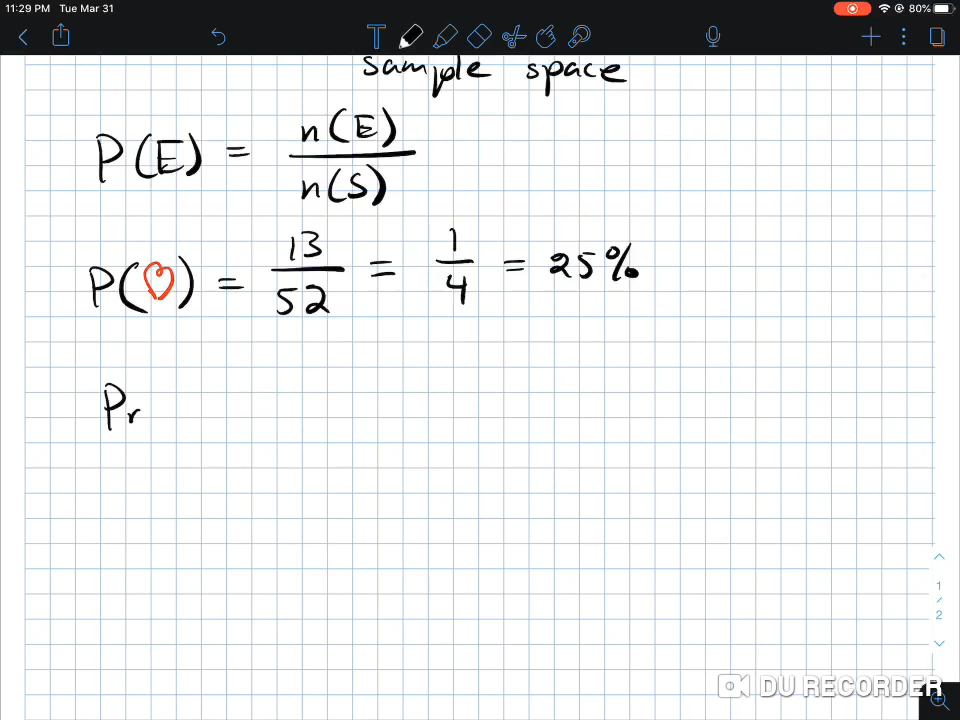 11:29 PM Tue Mar 31 80%
T
sample space
P(E) = n(E) / n(S)
P(♡) = 13 / 52 = 1 / 4 = 25%
Pr
1 / 2
DU RECORDER